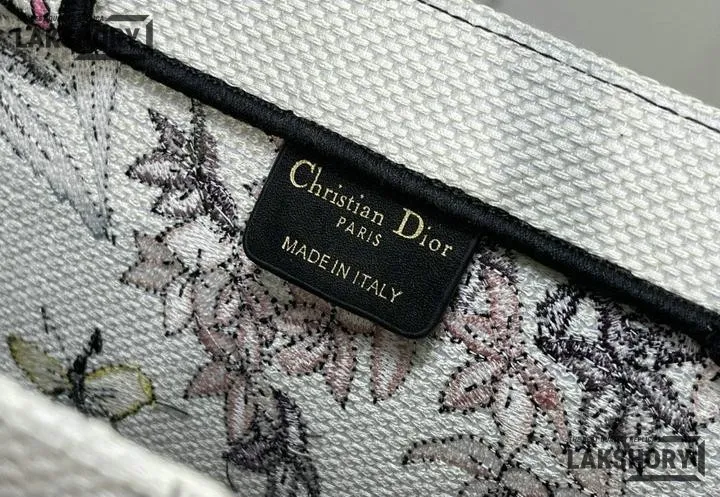 LAKSHORY
Christian Dior
PARIS
MADE IN ITALY
LAKSHORY